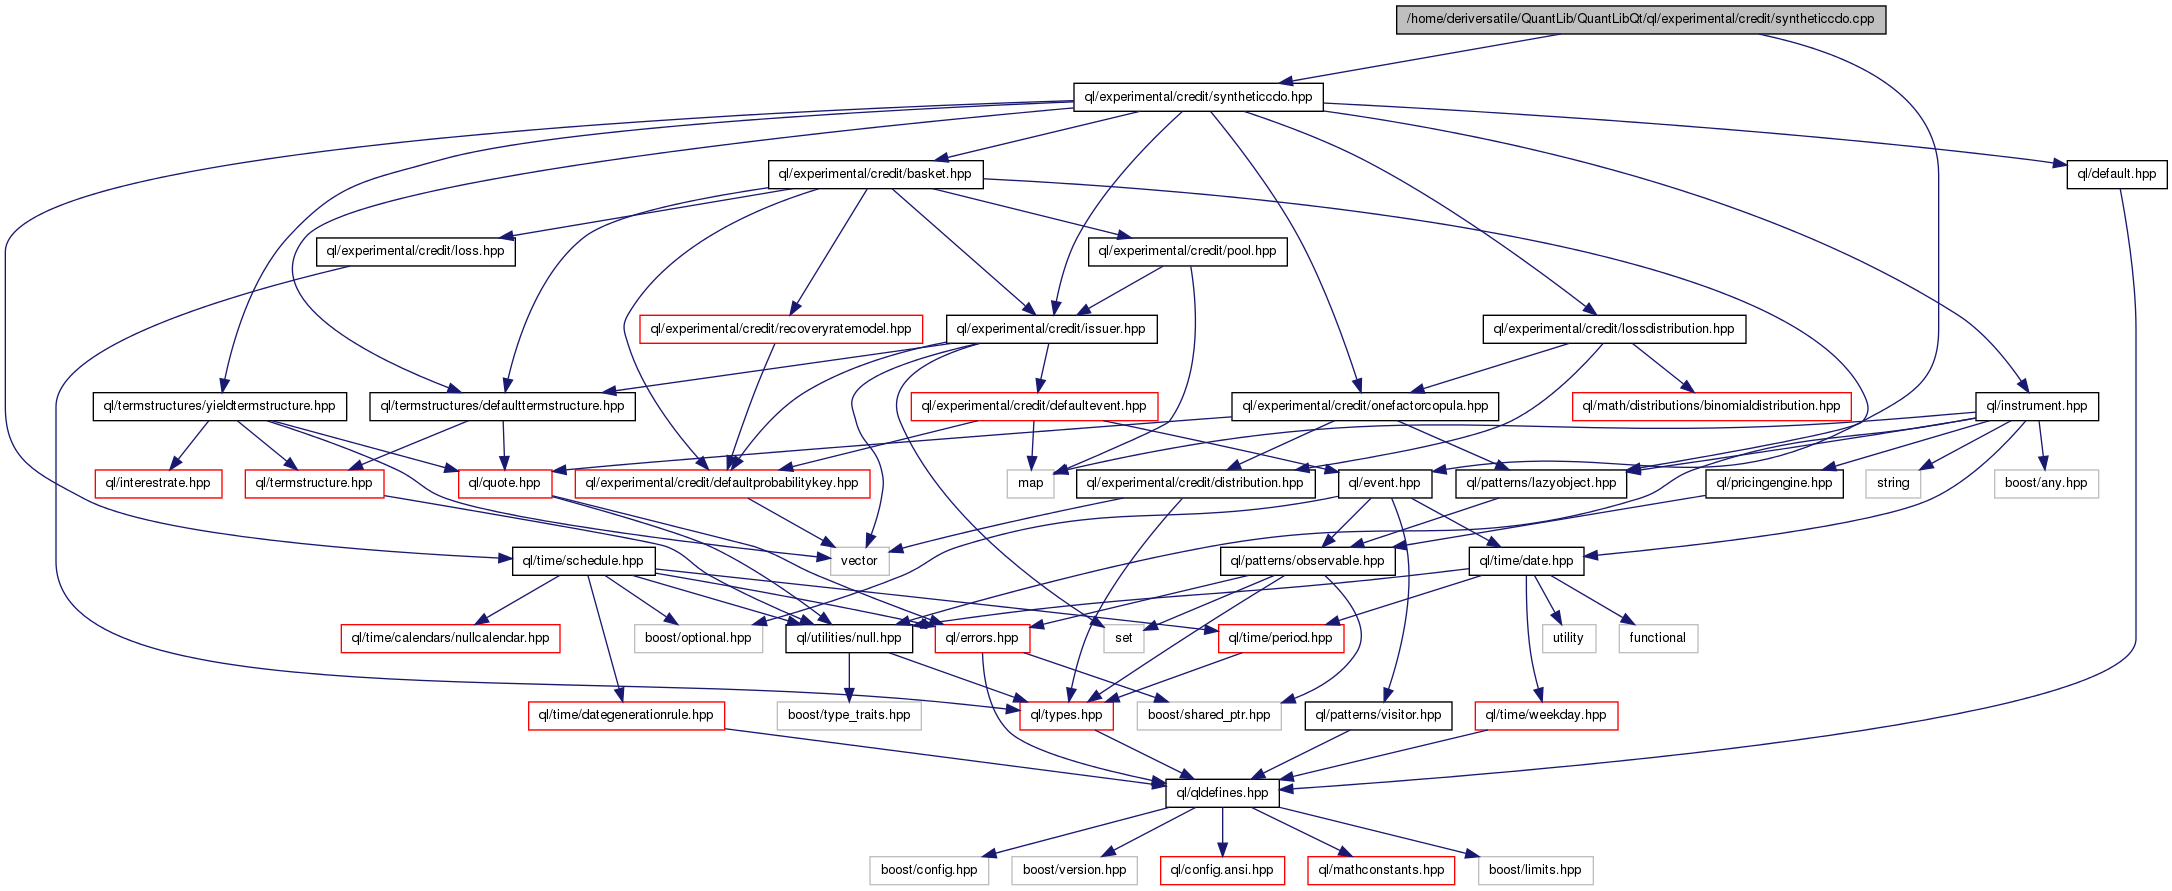 /home/deriversatile/QuantLib/QuantLibQt/ql/experimental/credit/syntheticcdo.cpp
ql/experimental/credit/syntheticcdo.hpp
ql/experimental/credit/basket.hpp
ql/default.hpp
ql/experimental/credit/loss.hpp
ql/experimental/credit/pool.hpp
ql/experimental/credit/recoveryratemodel.hpp
ql/experimental/credit/issuer.hpp
ql/experimental/credit/lossdistribution.hpp
ql/termstructures/yieldtermstructure.hpp
ql/termstructures/defaulttermstructure.hpp
ql/experimental/credit/defaultevent.hpp
ql/experimental/credit/onefactorcopula.hpp
ql/math/distributions/binomialdistribution.hpp
ql/instrument.hpp
ql/interestrate.hpp
ql/termstructure.hpp
ql/quote.hpp
ql/experimental/credit/defaultprobabilitykey.hpp
map
ql/experimental/credit/distribution.hpp
ql/event.hpp
ql/patterns/lazyobject.hpp
ql/pricingengine.hpp
string
boost/any.hpp
ql/time/schedule.hpp
vector
ql/patterns/observable.hpp
ql/time/date.hpp
ql/time/calendars/nullcalendar.hpp
boost/optional.hpp
ql/utilities/null.hpp
ql/errors.hpp
set
ql/time/period.hpp
utility
functional
ql/time/dategenerationrule.hpp
boost/type_traits.hpp
ql/types.hpp
boost/shared_ptr.hpp
ql/patterns/visitor.hpp
ql/time/weekday.hpp
ql/qldefines.hpp
boost/config.hpp
boost/version.hpp
ql/config.ansi.hpp
ql/mathconstants.hpp
boost/limits.hpp